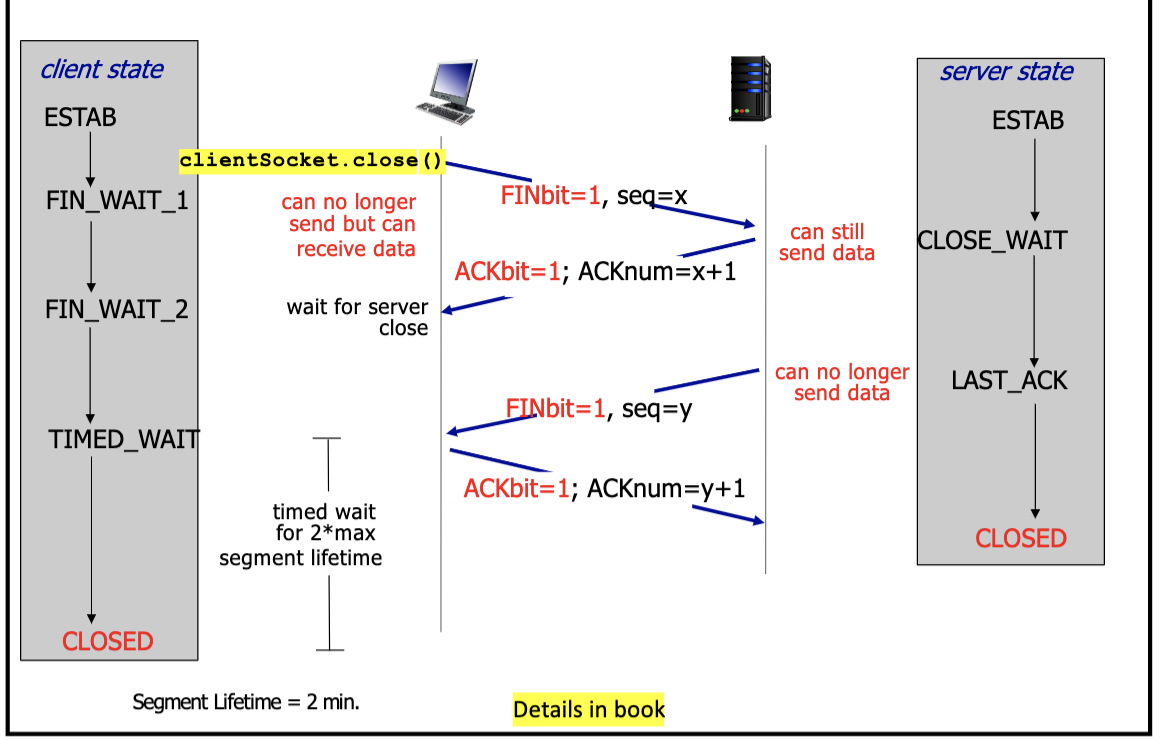 client state
server state
ESTAB
ESTAB
clientSocket.close()
FINbit=1, seq=x
FIN_WAIT_1
can no longer
send but can
receive data
can still
send data
CLOSE_WAIT
ACKbit=1; ACKnum=x+1
FIN_WAIT_2
wait for server
close
can no longer
send data
LAST_ACK
FINbit=1, seq=y
TIMED_WAIT
ACKbit=1; ACKnum=y+1
timed wait
for 2*max
segment lifetime
CLOSED
CLOSED
Segment Lifetime = 2 min.
Details in book